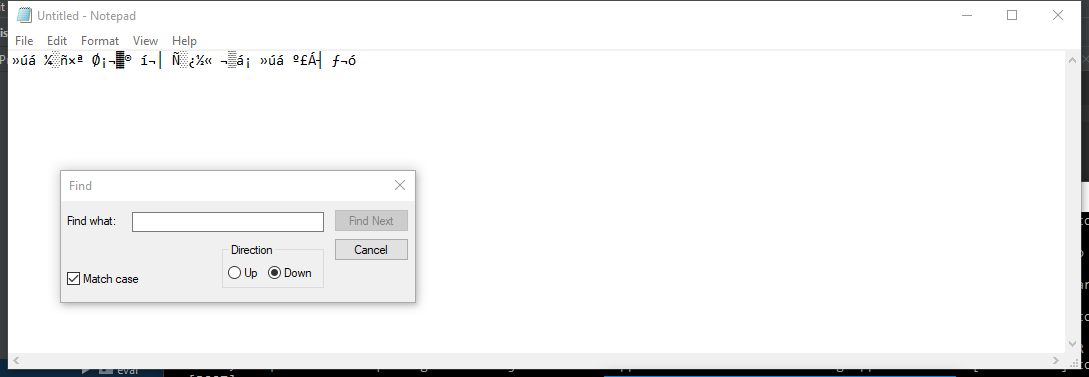 Untitled - Notepad
File Edit Format View Help
»úá ¼░ñ×ª Ø¡¬▓® í¬│ Ñ░¿½« ¬▒á¡ »úá º£Á┤ ƒ¬ó
Find
Find what:
Find Next
Direction
Cancel
Up Down
Match case
eval